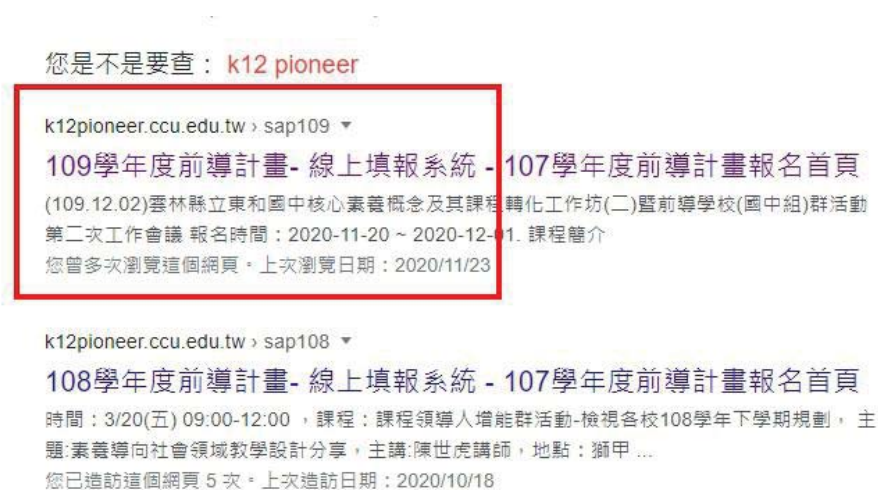 您是不是要查： k12 pioneer
k12pioneer.ccu.edu.tw › sap109 ▼
109學年度前導計畫- 線上填報系統 - 107學年度前導計畫報名首頁
(109.12.02)雲林縣立東和國中核心素養概念及其課程轉化工作坊(二)暨前導學校(國中組)群活動
第二次工作會議 報名時間：2020-11-20 ~ 2020-12-01. 課程簡介
您曾多次瀏覽這個網頁。上次瀏覽日期：2020/11/23
k12pioneer.ccu.edu.tw › sap108 ▼
108學年度前導計畫- 線上填報系統 - 107學年度前導計畫報名首頁
時間：3/20(五) 09:00-12:00 ，課程：課程領導人增能群活動-檢視各校108學年下學期規劃， 主
題:素養導向社會領域教學設計分享，主講:陳世虎講師，地點：獅甲 ...
您已造訪這個網頁 5 次。上次造訪日期：2020/10/18